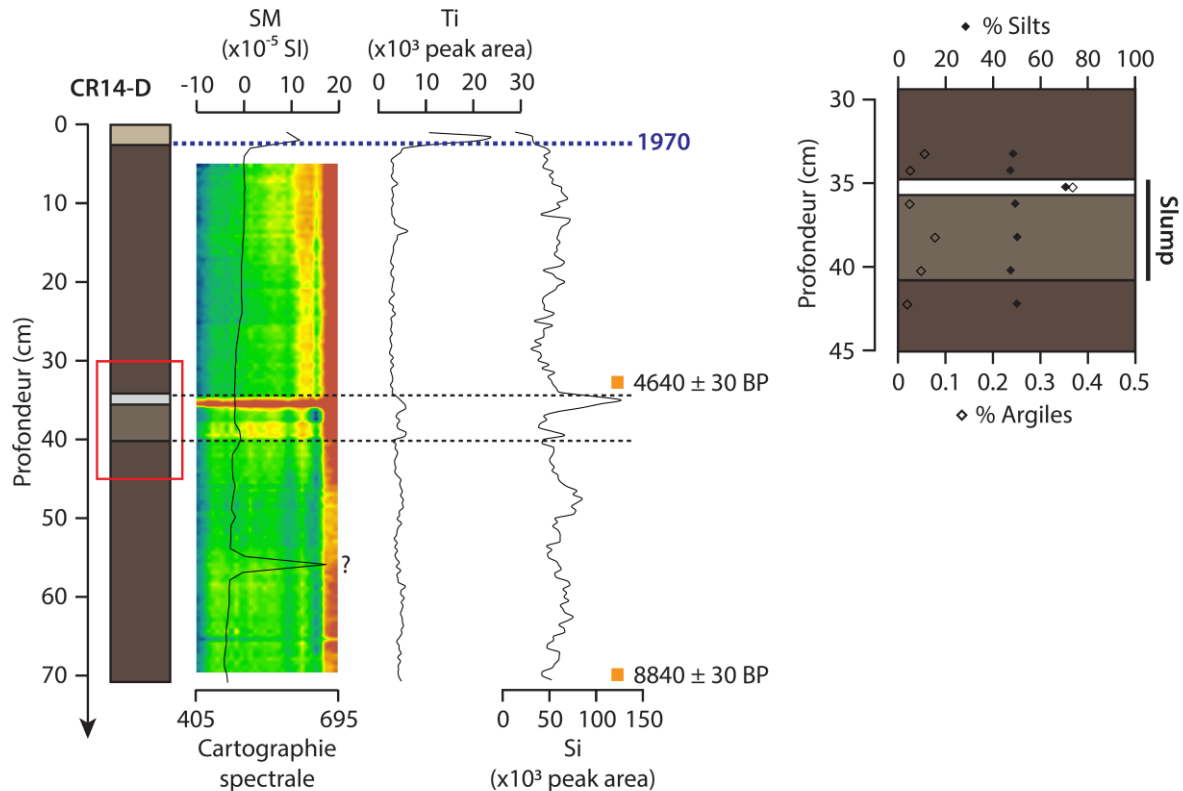 SM
(x10⁻⁵ SI)
-10 0 10 20
Ti
(x10³ peak area)
0 10 20 30
CR14-D
Profondeur (cm)
0
10
20
30
40
50
60
70
1970
4640 ± 30 BP
?
8840 ± 30 BP
405 695
Cartographie
spectrale
0 50 100 150
Si
(x10³ peak area)
◆ % Silts
0 20 40 60 80 100
Profondeur (cm)
30
35
40
45
Slump
0 0.1 0.2 0.3 0.4 0.5
◇ % Argiles